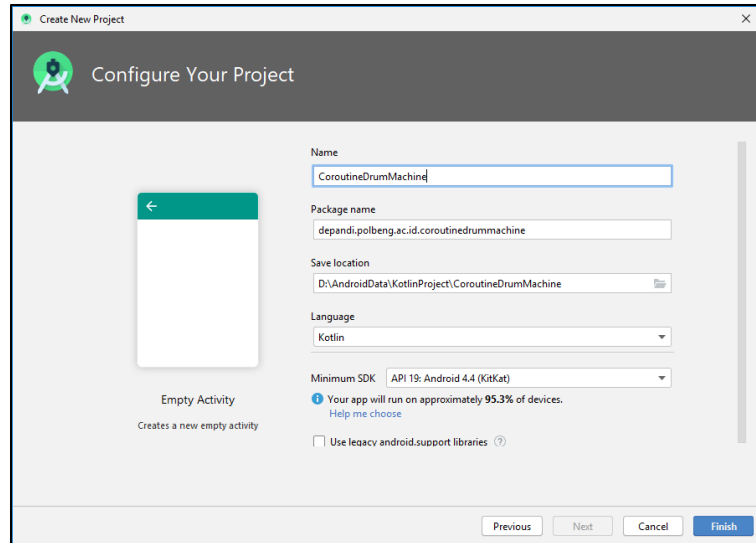 Create New Project
Configure Your Project
Name
CoroutineDrumMachine
Package name
depandi.polbeng.ac.id.coroutinedrummachine
Save location
D:\AndroidData\KotlinProject\CoroutineDrumMachine
Language
Kotlin
Minimum SDK API 19: Android 4.4 (KitKat)
Your app will run on approximately 95.3% of devices.
Help me choose
Use legacy android.support libraries
Empty Activity
Creates a new empty activity
Previous Next Cancel Finish